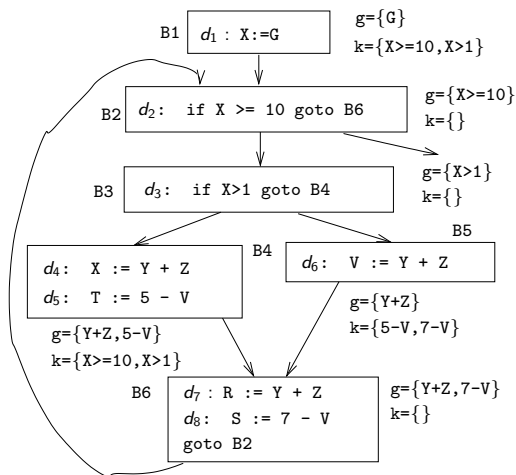 B1
d₁ : X:=G
g={G}
k={X>=10,X>1}
B2
d₂: if X >= 10 goto B6
g={X>=10}
k={}
B3
d₃: if X>1 goto B4
g={X>1}
k={}
B4
d₄: X := Y + Z
d₅: T := 5 - V
g={Y+Z,5-V}
k={X>=10,X>1}
B5
d₆: V := Y + Z
g={Y+Z}
k={5-V,7-V}
B6
d₇ : R := Y + Z
d₈: S := 7 - V
goto B2
g={Y+Z,7-V}
k={}